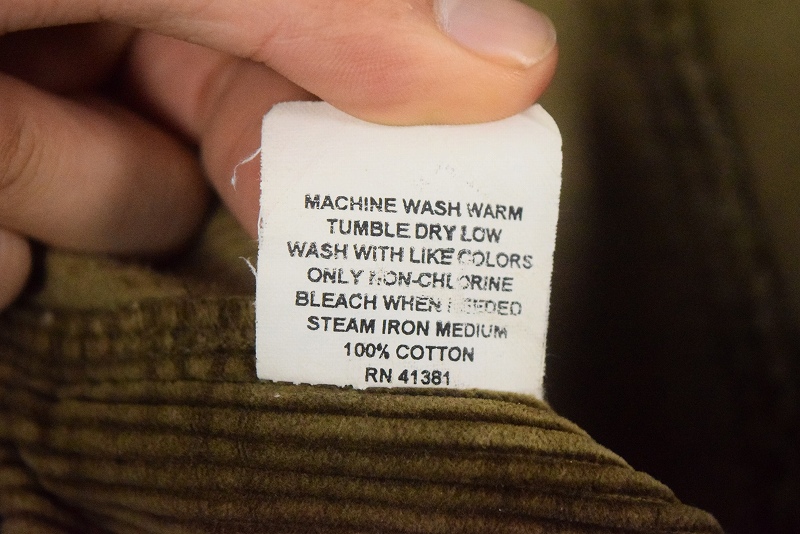 MACHINE WASH WARM
TUMBLE DRY LOW
WASH WITH LIKE COLORS
ONLY NON-CHLORINE
BLEACH WHEN NEEDED
STEAM IRON MEDIUM
100% COTTON
RN 41381